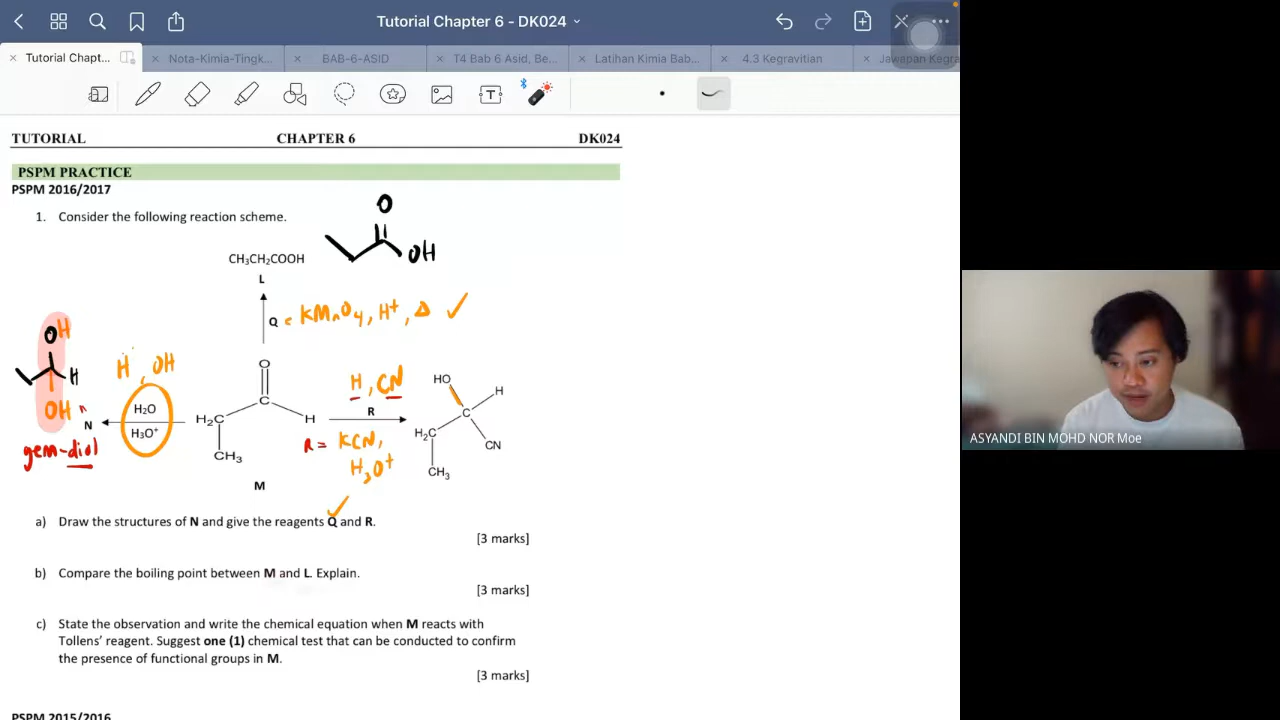 Tutorial Chapter 6 - DK024
Tutorial Chapt...
Nota-Kimia-Tingk...
BAB-6-ASID
T4 Bab 6 Asid, Be...
Latihan Kimia Bab...
4.3 Kegravitian
Jawapan Kegra
TUTORIAL CHAPTER 6 DK024
PSPM PRACTICE
PSPM 2016/2017
1. Consider the following reaction scheme.
O
OH
CH₃CH₂COOH
L
Q = KMnO₄, H⁺, Δ ✓
OH
H
OH
N
gem-diol
H, OH
H₂O
H₃O⁺
O
C
H
H₂C
CH₃
M
H, CN
R
R = KCN,
H₃O⁺
HO
H
C
H₂C
CN
CH₃
a) Draw the structures of N and give the reagents Q and R.
[3 marks]
b) Compare the boiling point between M and L. Explain.
[3 marks]
c) State the observation and write the chemical equation when M reacts with
Tollens' reagent. Suggest one (1) chemical test that can be conducted to confirm
the presence of functional groups in M.
[3 marks]
PSPM 2015/2016
ASYANDI BIN MOHD NOR Moe